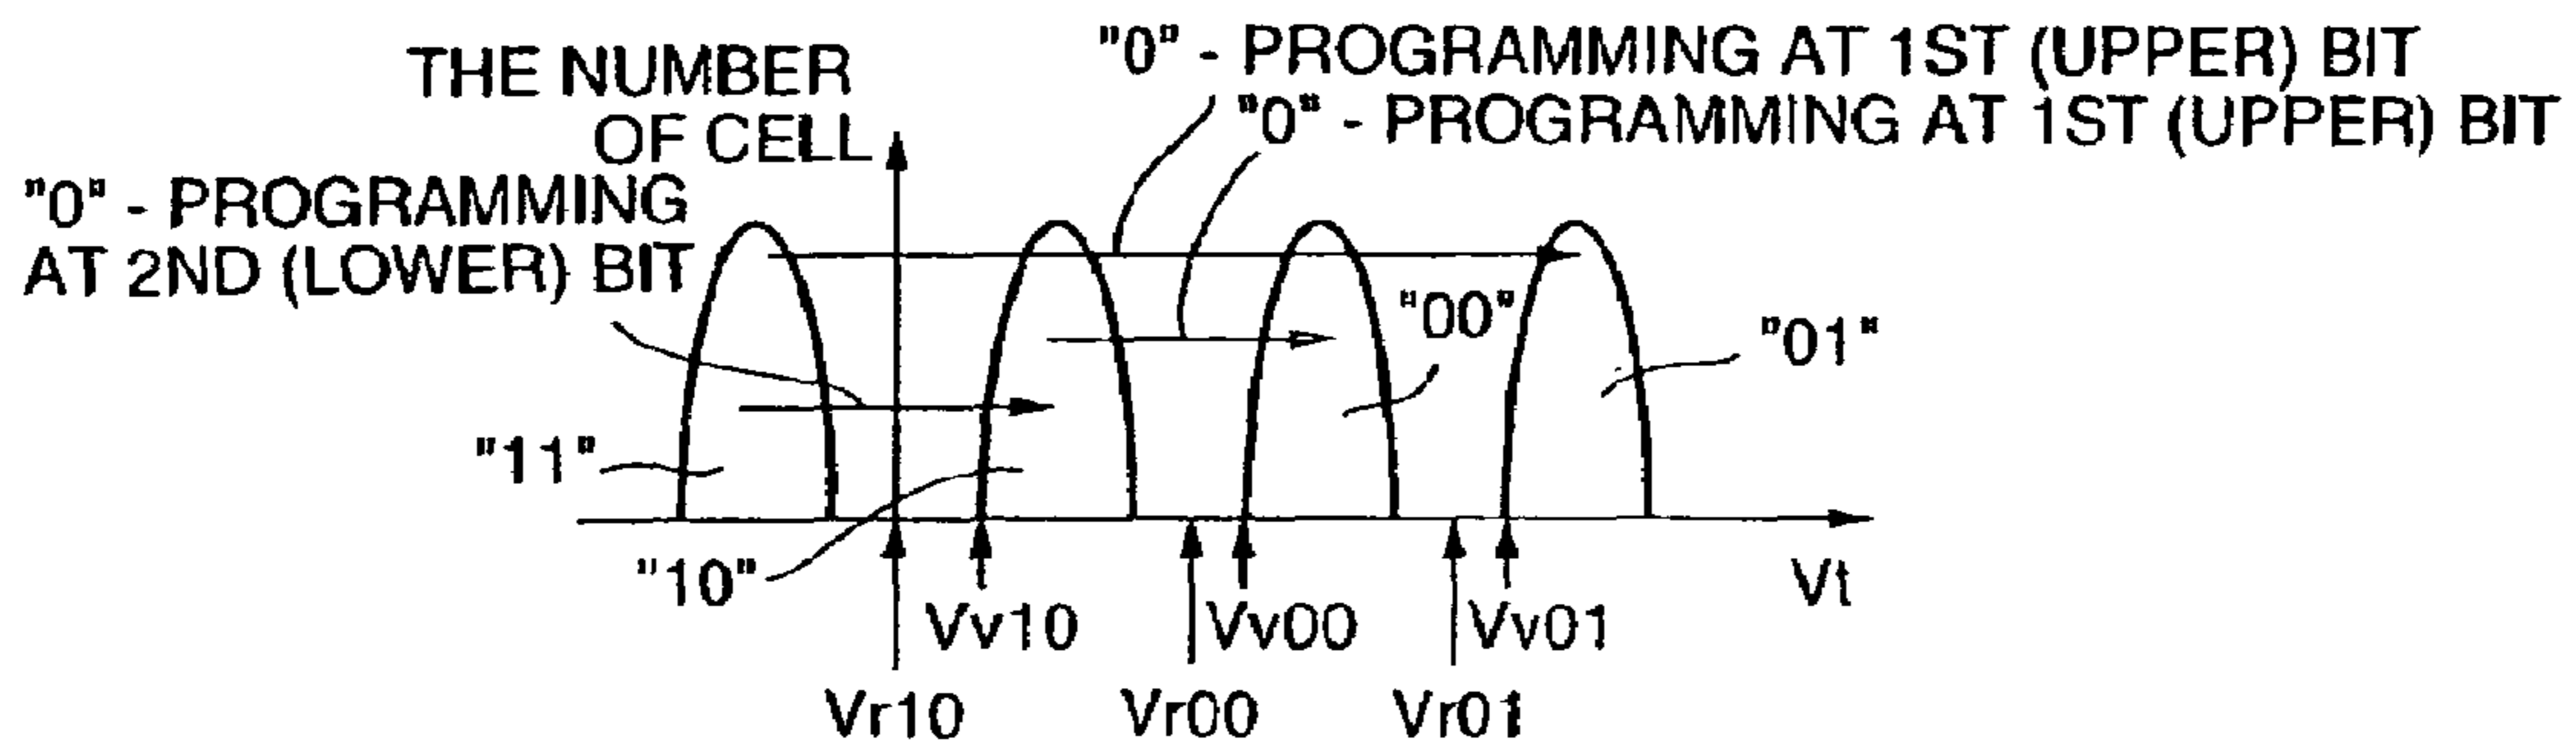 "0" - PROGRAMMING AT 1ST (UPPER) BIT
"0" - PROGRAMMING AT 1ST (UPPER) BIT
THE NUMBER
OF CELL
"0" - PROGRAMMING
AT 2ND (LOWER) BIT
"00"
"01"
"11"
"10"
Vv10
Vv00
Vv01
Vt
Vr10
Vr00
Vr01